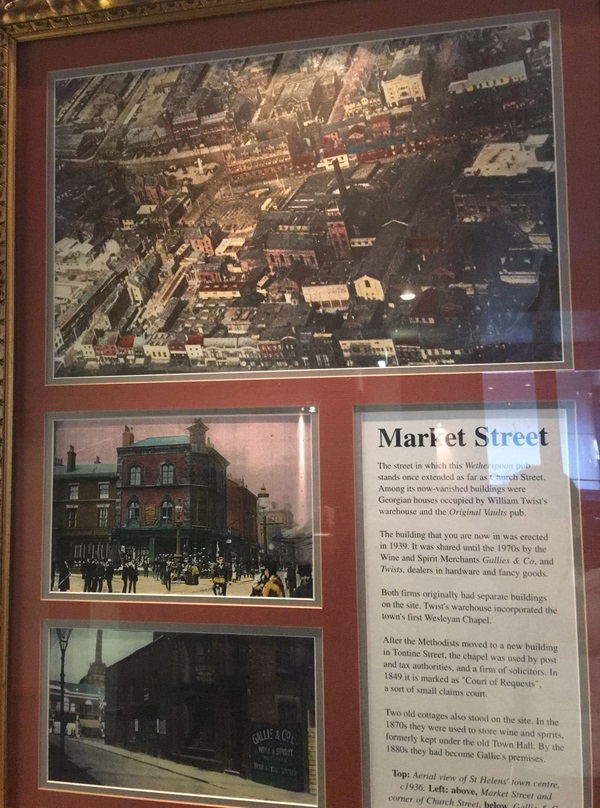 Market Street
The street in which this Wetherspoon pub
stands once extended as far as Church Street.
Among its now-vanished buildings were
Georgian houses occupied by William Twist's
warehouse and the Original Vaults pub.
The building that you are now in was erected
in 1939. It was shared until the 1970s by the
Wine and Spirit Merchants Gallies & Co, and
Twists, dealers in hardware and fancy goods.
Both firms originally had separate buildings
on the site. Twist's warehouse incorporated the
town's first Wesleyan Chapel.
After the Methodists moved to a new building
in Tontine Street, the chapel was used by post
and tax authorities, and a firm of solicitors. In
1849 it is marked as "Court of Requests",
a sort of small claims court.
Two old cottages also stood on the site. In the
1870s they were used to store wine and spirits,
formerly kept under the old Town Hall. By the
1880s they had become Gallie's premises.
Top: Aerial view of St Helens' town centre,
c1936. Left: above, Market Street and
corner of Church Street, below, Gallie & C
GALLIE & CO
WINE & SPIRIT